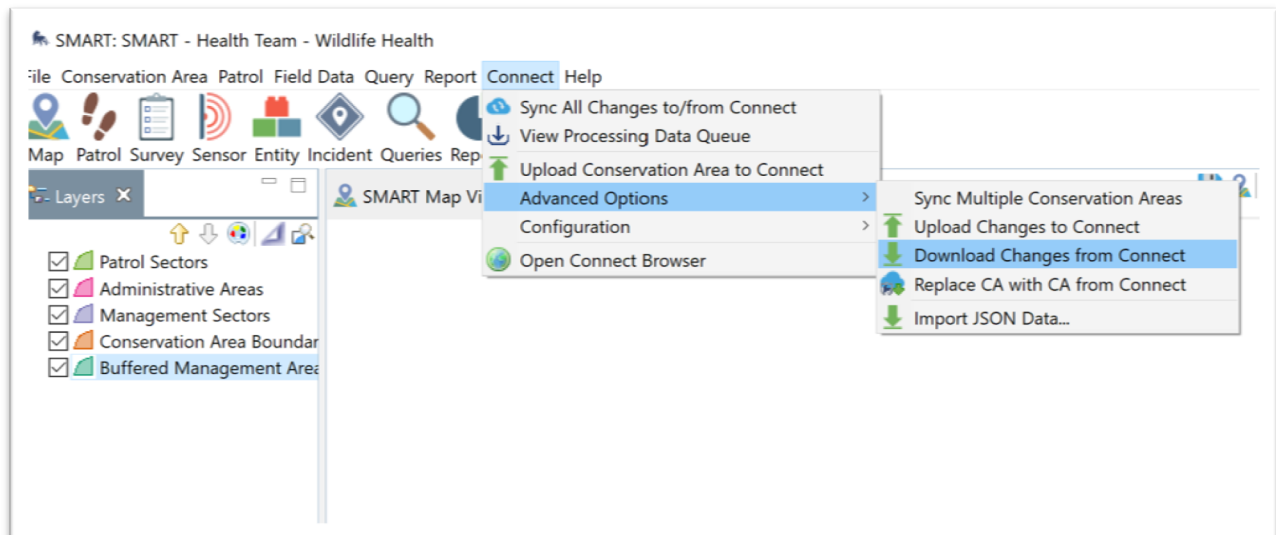 SMART: SMART - Health Team - Wildlife Health
File Conservation Area Patrol Field Data Query Report Connect Help
Map Patrol Survey Sensor Entity Incident Queries Rep
Sync All Changes to/from Connect
View Processing Data Queue
Upload Conservation Area to Connect
Advanced Options
Configuration
Open Connect Browser
Sync Multiple Conservation Areas
Upload Changes to Connect
Download Changes from Connect
Replace CA with CA from Connect
Import JSON Data...
Layers
SMART Map Vi
Patrol Sectors
Administrative Areas
Management Sectors
Conservation Area Boundar
Buffered Management Area